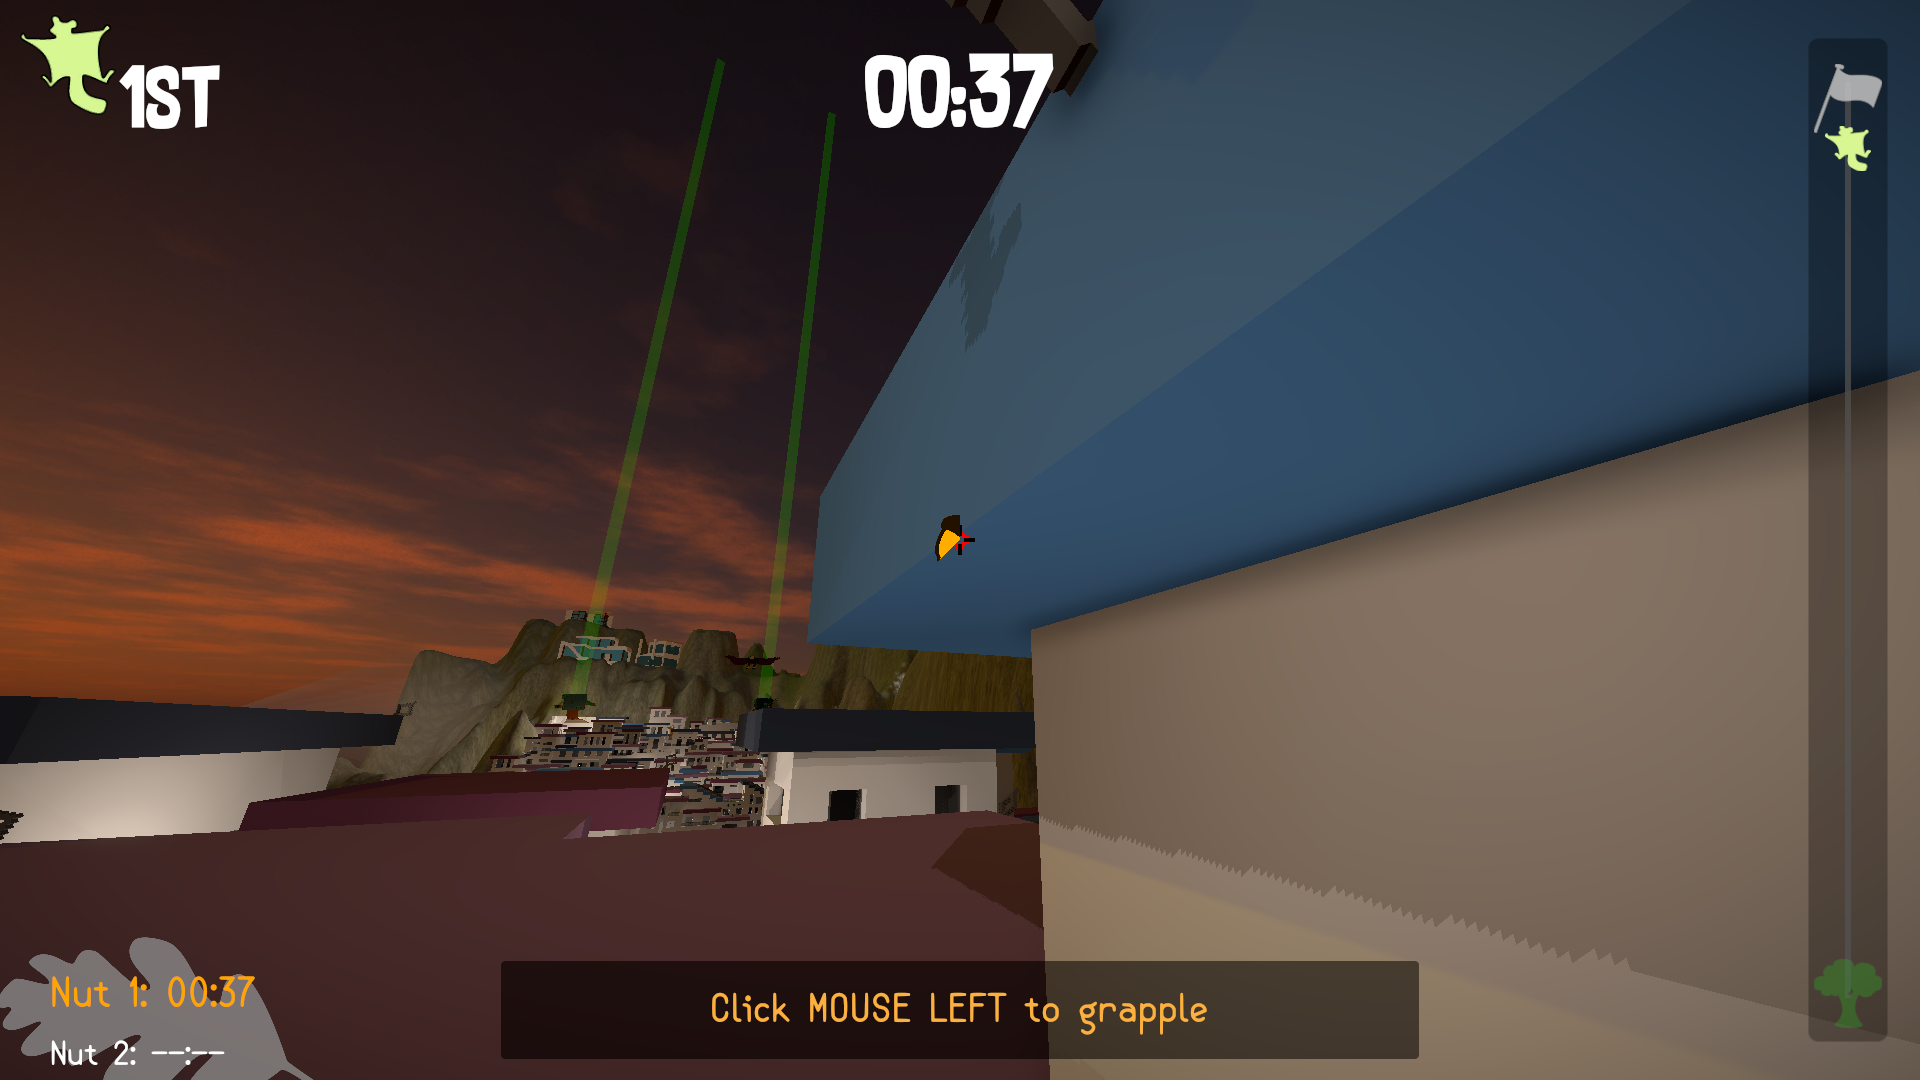 1ST
00:37
Nut 1: 00:37
Nut 2: --:--
Click MOUSE LEFT to grapple